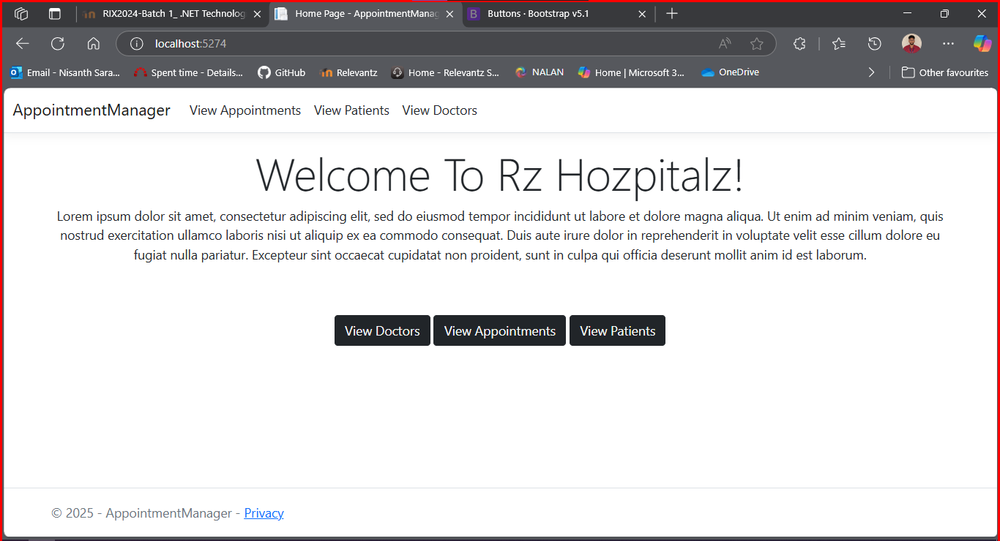 RIX2024-Batch 1_ .NET Technolog
Home Page - AppointmentManag
Buttons · Bootstrap v5.1
localhost:5274
Email - Nisanth Sara...
Spent time - Details...
GitHub
Relevantz
Home - Relevantz S...
NALAN
Home | Microsoft 3...
OneDrive
Other favourites
AppointmentManager View Appointments View Patients View Doctors
Welcome To Rz Hozpitalz!
Lorem ipsum dolor sit amet, consectetur adipiscing elit, sed do eiusmod tempor incididunt ut labore et dolore magna aliqua. Ut enim ad minim veniam, quis
nostrud exercitation ullamco laboris nisi ut aliquip ex ea commodo consequat. Duis aute irure dolor in reprehenderit in voluptate velit esse cillum dolore eu
fugiat nulla pariatur. Excepteur sint occaecat cupidatat non proident, sunt in culpa qui officia deserunt mollit anim id est laborum.
View Doctors View Appointments View Patients
© 2025 - AppointmentManager - Privacy